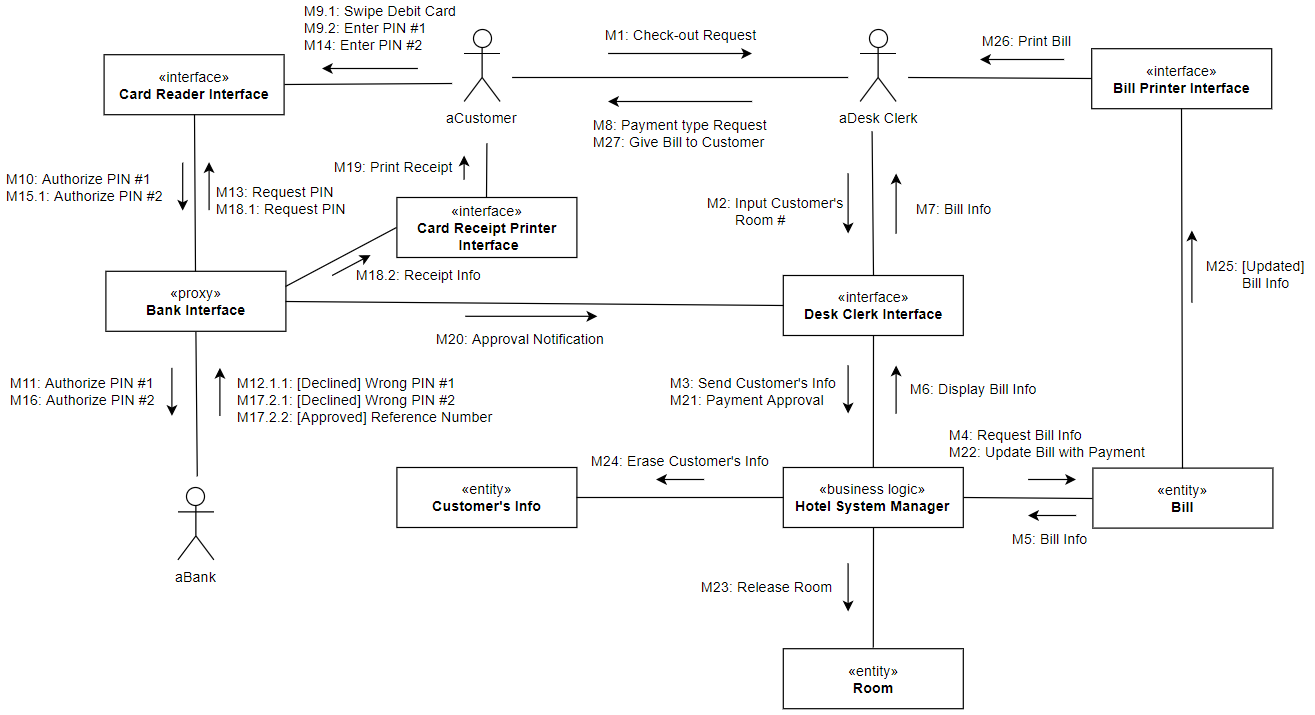 M9.1: Swipe Debit Card
M9.2: Enter PIN #1
M14: Enter PIN #2
M1: Check-out Request
M26: Print Bill
«interface»
Card Reader Interface
aCustomer
aDesk Clerk
«interface»
Bill Printer Interface
M8: Payment type Request
M27: Give Bill to Customer
M10: Authorize PIN #1
M15.1: Authorize PIN #2
M13: Request PIN
M18.1: Request PIN
M19: Print Receipt
«interface»
Card Receipt Printer
Interface
M2: Input Customer's
Room #
M7: Bill Info
M18.2: Receipt Info
M25: [Updated]
Bill Info
«proxy»
Bank Interface
«interface»
Desk Clerk Interface
M20: Approval Notification
M11: Authorize PIN #1
M16: Authorize PIN #2
M12.1.1: [Declined] Wrong PIN #1
M17.2.1: [Declined] Wrong PIN #2
M17.2.2: [Approved] Reference Number
M3: Send Customer's Info
M21: Payment Approval
M6: Display Bill Info
M4: Request Bill Info
M22: Update Bill with Payment
M24: Erase Customer's Info
«entity»
Customer's Info
«business logic»
Hotel System Manager
«entity»
Bill
M5: Bill Info
aBank
M23: Release Room
«entity»
Room